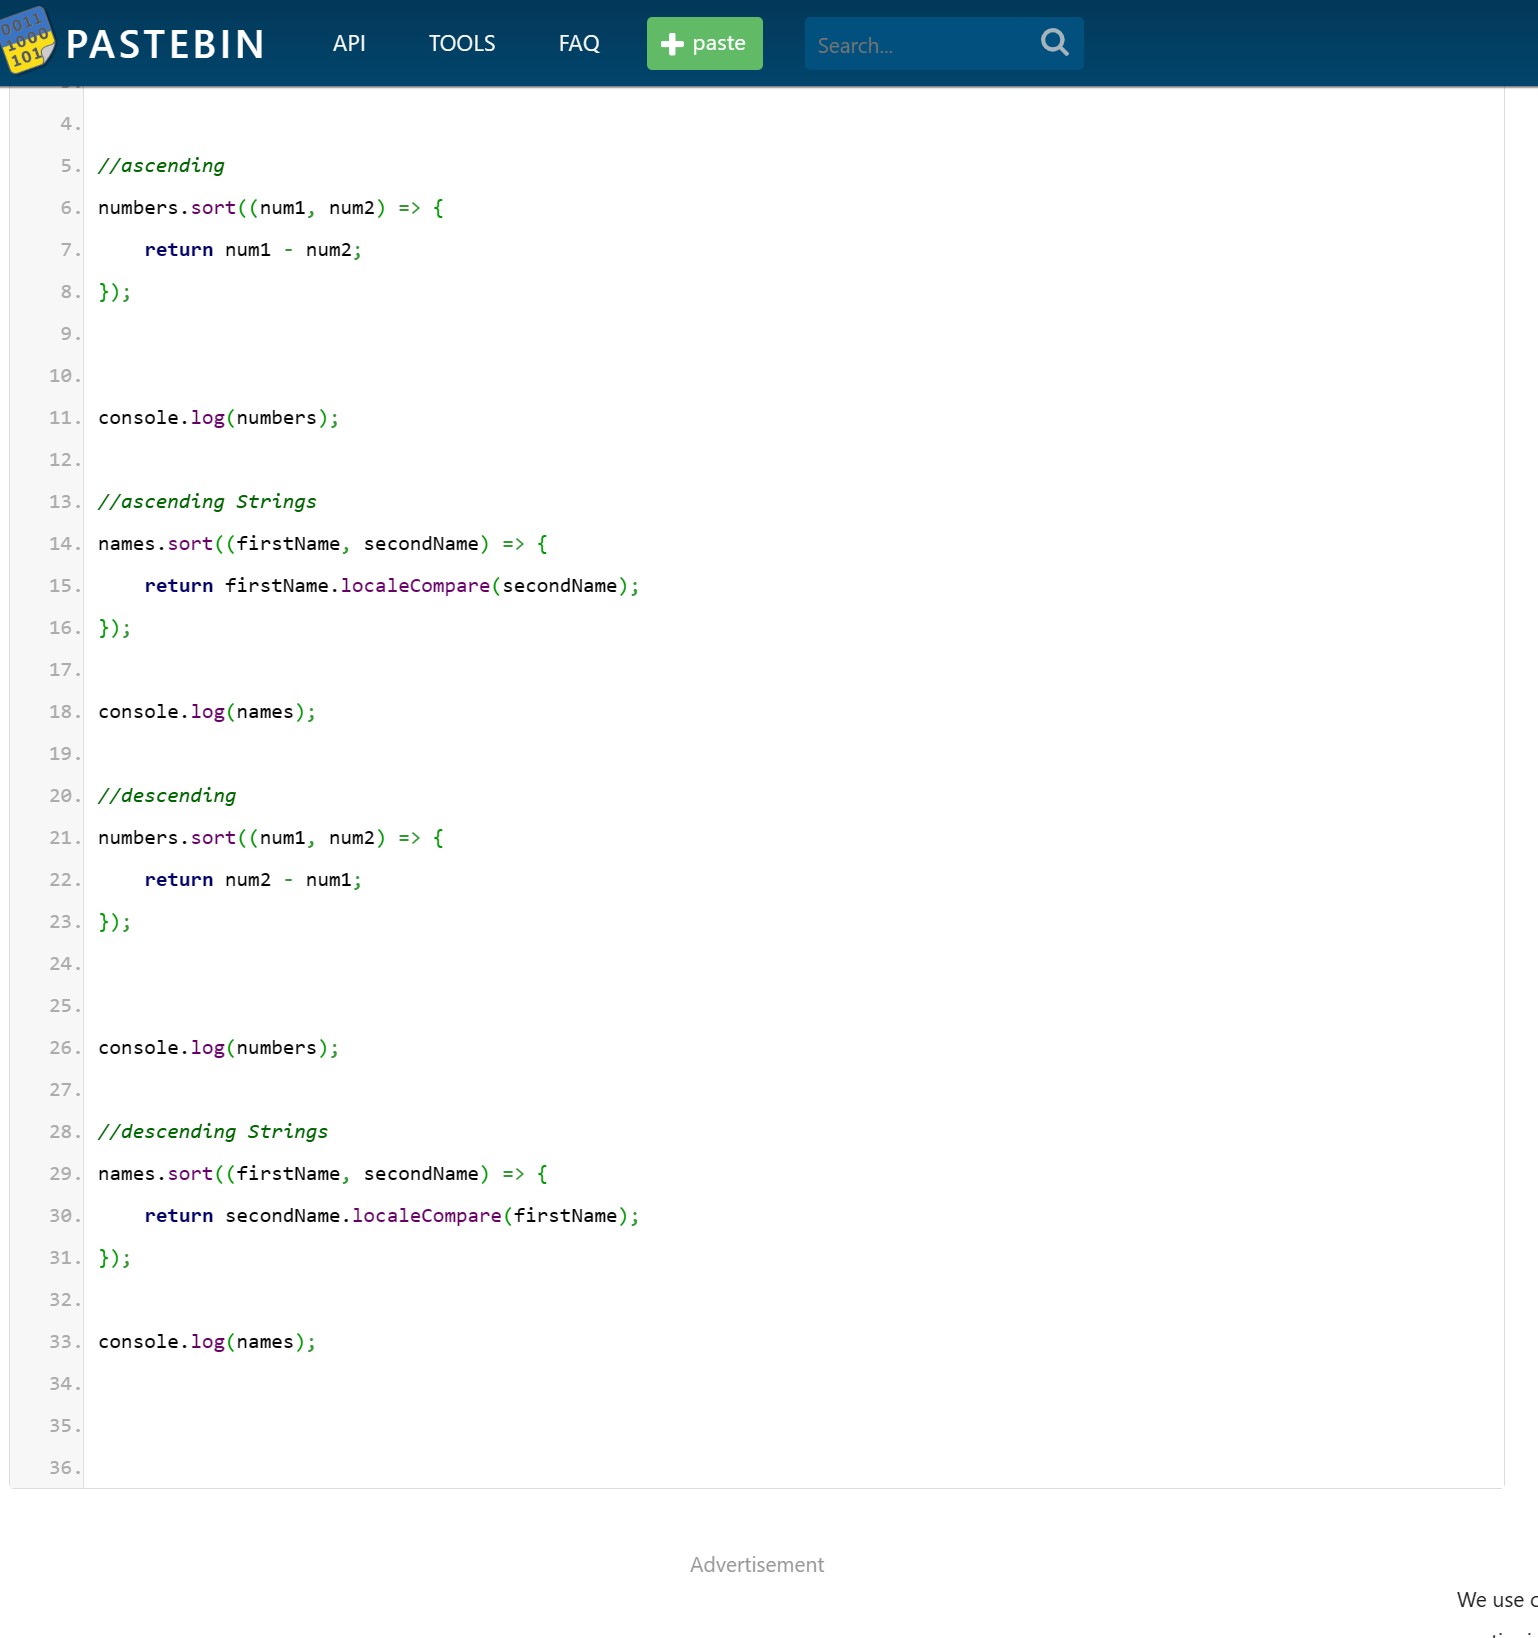 0011
1000
101
PASTEBIN API TOOLS FAQ + paste Search...
4.
5. //ascending
6. numbers.sort((num1, num2) => {
7.     return num1 - num2;
8. });
9.
10.
11. console.log(numbers);
12.
13. //ascending Strings
14. names.sort((firstName, secondName) => {
15.     return firstName.localeCompare(secondName);
16. });
17.
18. console.log(names);
19.
20. //descending
21. numbers.sort((num1, num2) => {
22.     return num2 - num1;
23. });
24.
25.
26. console.log(numbers);
27.
28. //descending Strings
29. names.sort((firstName, secondName) => {
30.     return secondName.localeCompare(firstName);
31. });
32.
33. console.log(names);
34.
35.
36.
Advertisement
We use